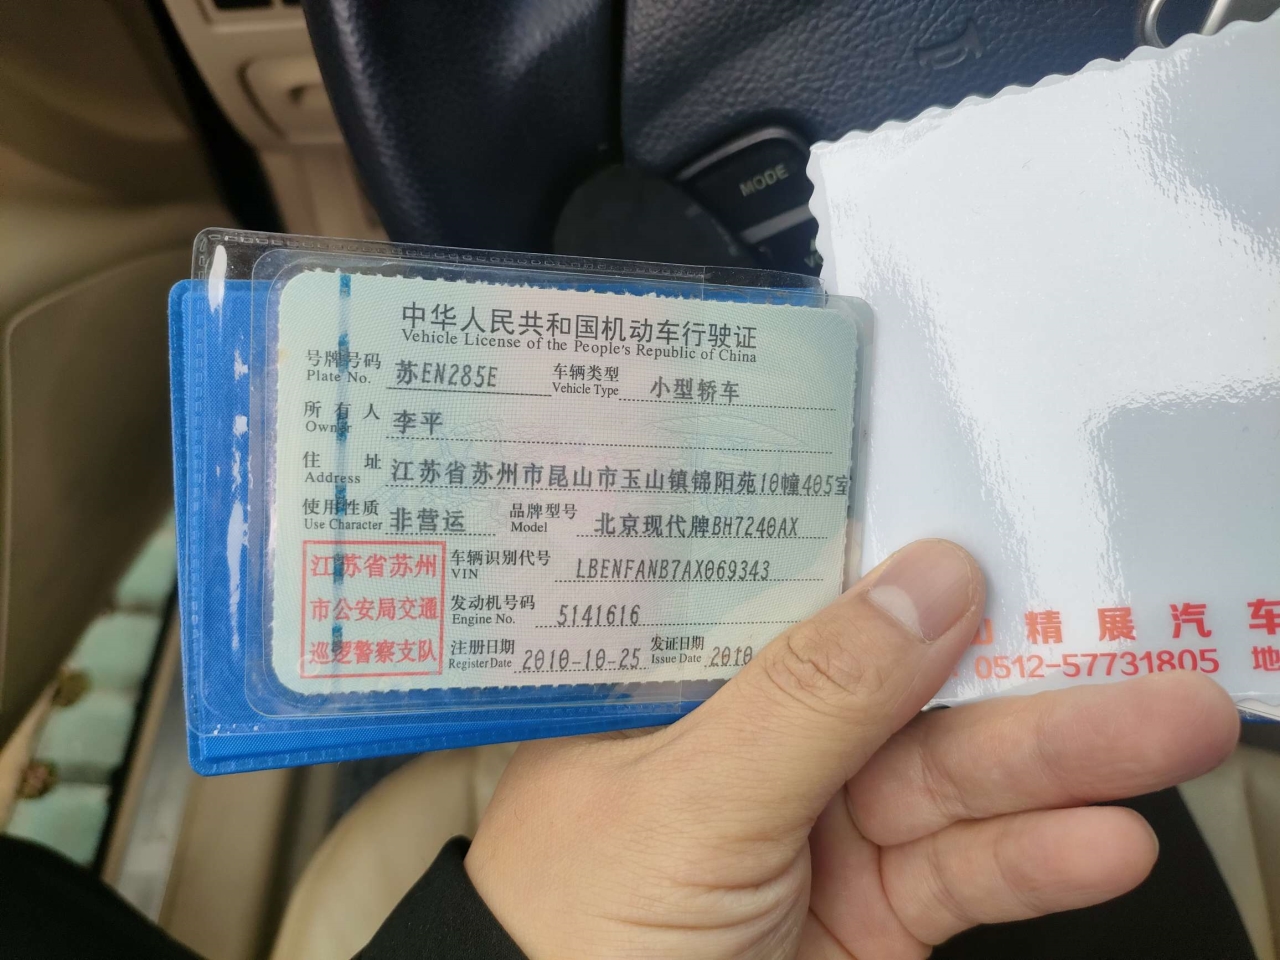 MODE
中华人民共和国机动车行驶证
Vehicle License of the People's Republic of China
号牌号码 Plate No. 苏EN285E 车辆类型 Vehicle Type 小型轿车
所有人 Owner 李平
住址 Address 江苏省苏州市昆山市玉山镇锦阳苑10幢405室
使用性质 Use Character 非营运 品牌型号 Model 北京现代牌BH7240AX
车辆识别代号 VIN LBENFANB7AX069343
发动机号码 Engine No. 5141616
注册日期 Register Date 2010-10-25 发证日期 Issue Date 2010
江苏省苏州
市公安局交通
巡逻警察支队
精展汽车
0512-57731805 地